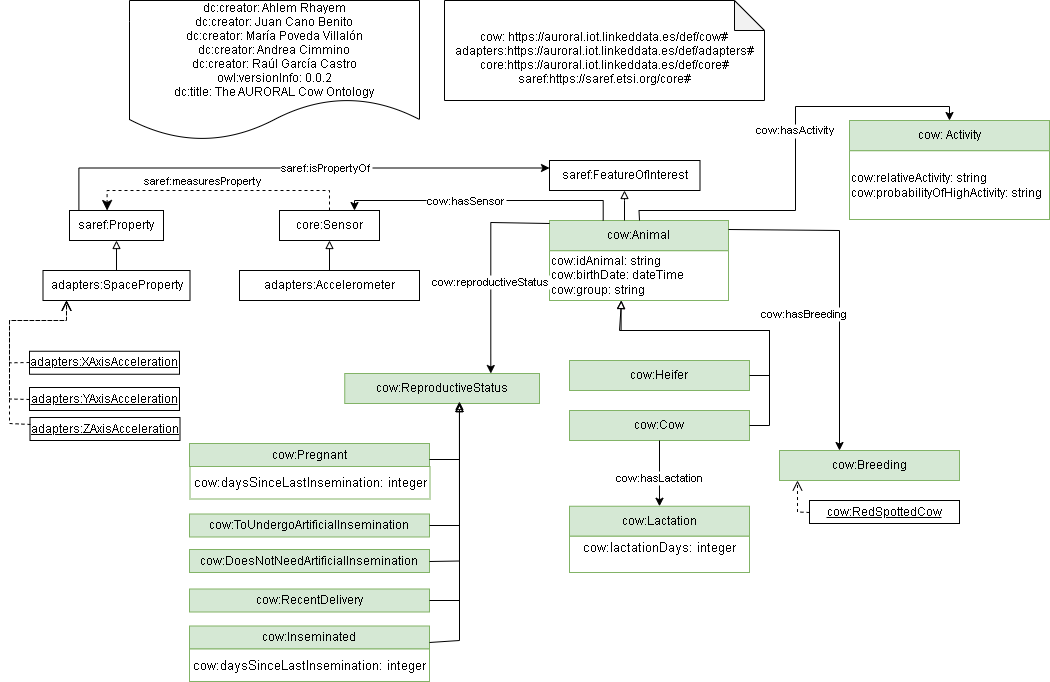 dc:creator: Ahlem Rhayem
dc:creator: Juan Cano Benito
dc:creator: María Poveda Villalón
dc:creator: Andrea Cimmino
dc:creator: Raúl García Castro
owl:versionInfo: 0.0.2
dc:title: The AURORAL Cow Ontology
cow: https://auroral.iot.linkeddata.es/def/cow#
adapters:https://auroral.iot.linkeddata.es/def/adapters#
core:https://auroral.iot.linkeddata.es/def/core#
saref:https://saref.etsi.org/core#
cow:hasActivity
cow: Activity
cow:relativeActivity: string
cow:probabilityOfHighActivity: string
saref:isPropertyOf
saref:FeatureOfInterest
saref:measuresProperty
cow:hasSensor
saref:Property
core:Sensor
cow:Animal
cow:idAnimal: string
cow:birthDate: dateTime
cow:group: string
adapters:SpaceProperty
adapters:Accelerometer
cow:reproductiveStatus
cow:hasBreeding
adapters:XAxisAcceleration
adapters:YAxisAcceleration
adapters:ZAxisAcceleration
cow:ReproductiveStatus
cow:Heifer
cow:Cow
cow:Pregnant
cow:daysSinceLastInsemination: integer
cow:hasLactation
cow:Breeding
cow:RedSpottedCow
cow:ToUndergoArtificialInsemination
cow:Lactation
cow:lactationDays: integer
cow:DoesNotNeedArtificialInsemination
cow:RecentDelivery
cow:Inseminated
cow:daysSinceLastInsemination: integer